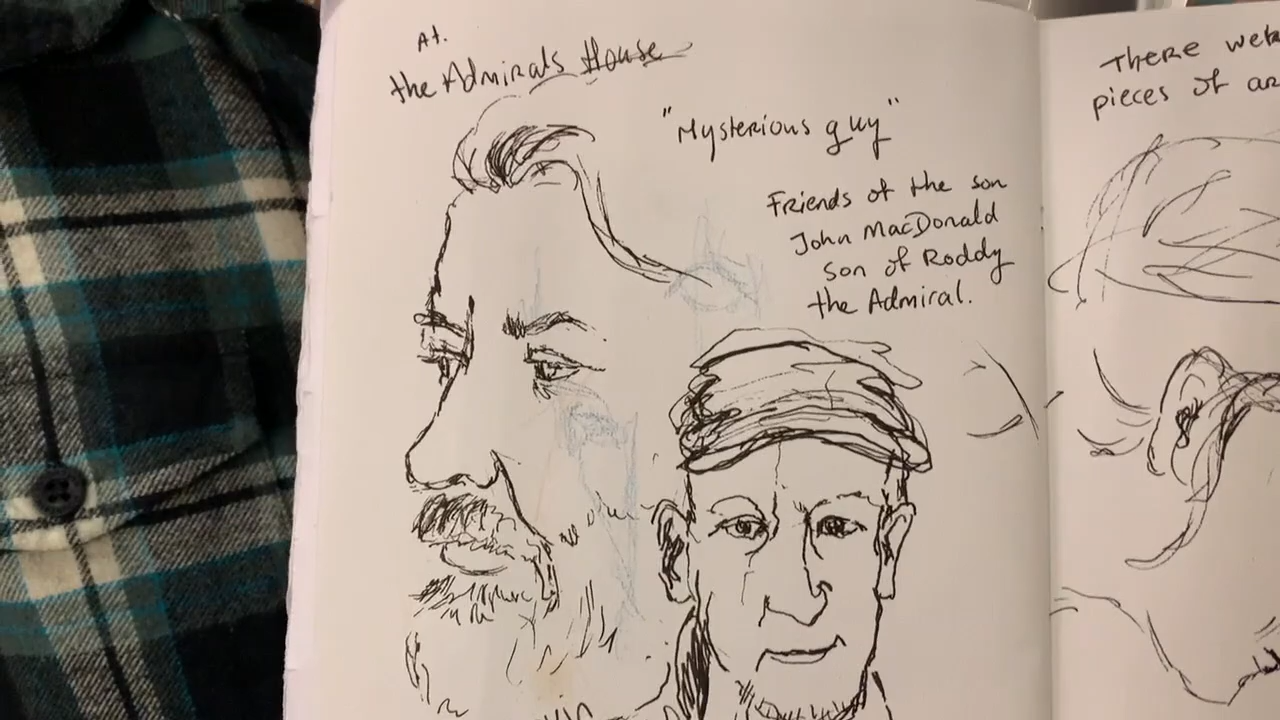 At.
the Admirals House
"Mysterious guy"
Friends of the son
John MacDonald
son of Roddy
the Admiral.
There were
pieces of